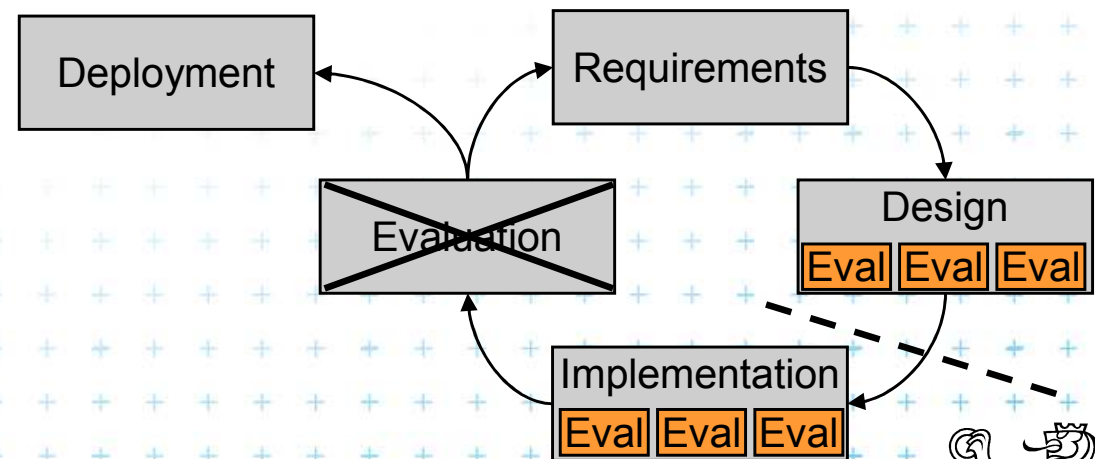 Deployment
Requirements
Evaluation
Design
Eval Eval Eval
Implementation
Eval Eval Eval